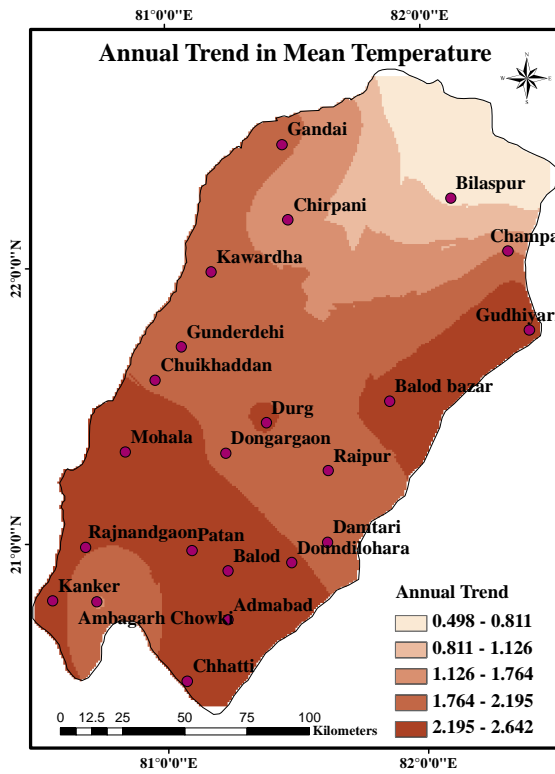 81°0'0"E 82°0'0"E
Annual Trend in Mean Temperature
N
W E
S
Gandai
Bilaspur
Chirpani
Champa
22°0'0"N
Kawardha
Gudhiyar
Gunderdehi
Chuikhaddan
Balod bazar
Durg
Mohala
Dongargaon
Raipur
Damtari
21°0'0"N
Rajnandgaon
Patan
Doundilohara
Balod
Kanker
Ambagarh Chowki
Admabad
Chhatti
Annual Trend
0.498 - 0.811
0.811 - 1.126
1.126 - 1.764
1.764 - 2.195
2.195 - 2.642
0 12.5 25 50 75 100
Kilometers
81°0'0"E 82°0'0"E